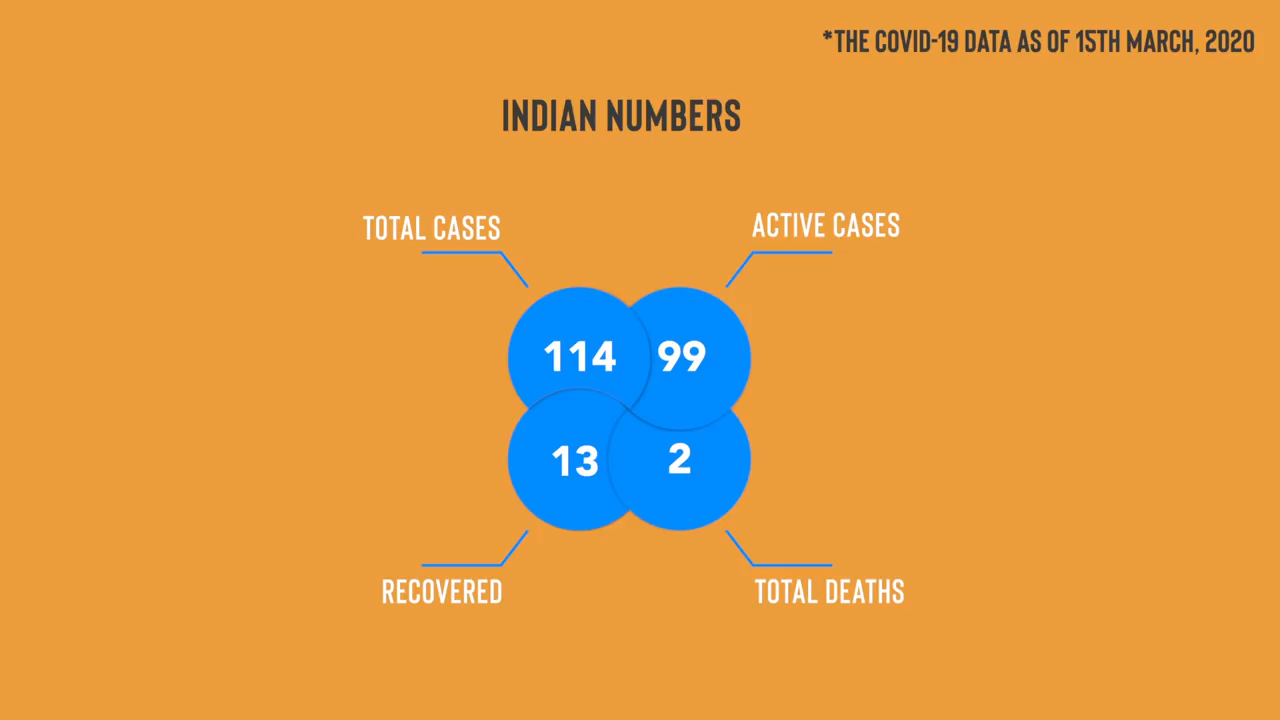 *THE COVID-19 DATA AS OF 15TH MARCH, 2020
INDIAN NUMBERS
TOTAL CASES
ACTIVE CASES
114
99
13
2
RECOVERED
TOTAL DEATHS